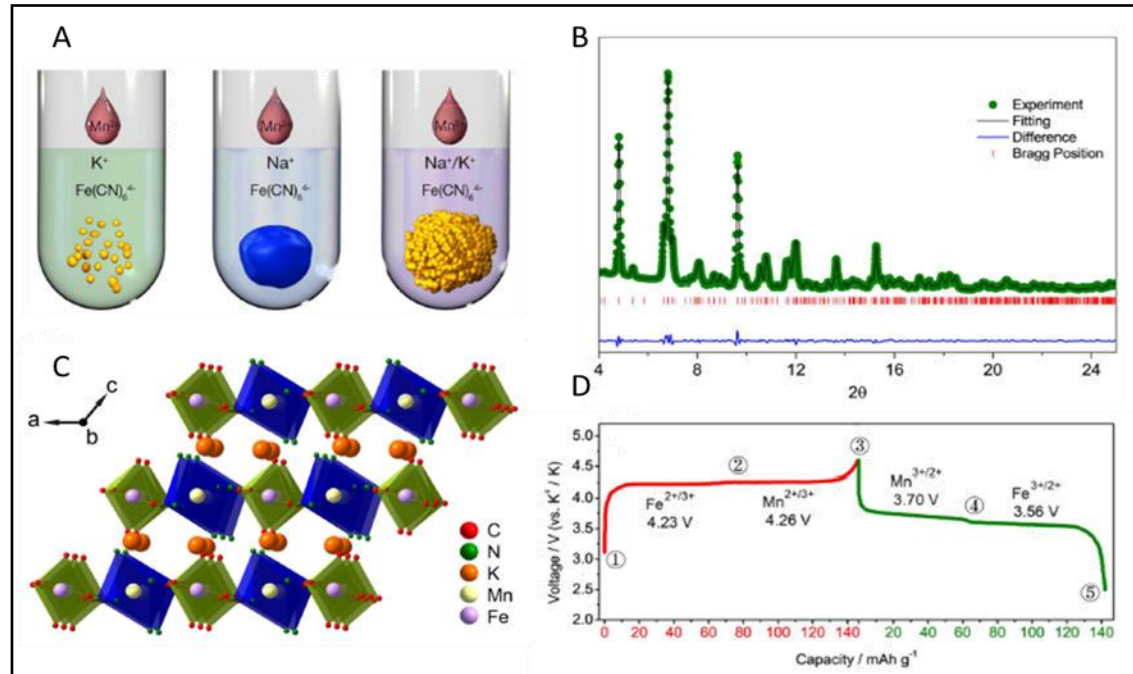 A
Mn²⁺
K⁺
Fe(CN)₆⁴⁻
Mn²⁺
Na⁺
Fe(CN)₆⁴⁻
Mn²⁺
Na⁺/K⁺
Fe(CN)₆⁴⁻
B
Experiment
Fitting
Difference
Bragg Position
4 8 12 16 20 24
2θ
C
c
a
b
C
N
K
Mn
Fe
D
Voltage / V (vs. K⁺ / K)
5.0
4.5
4.0
3.5
3.0
2.5
2.0
① ② ③ ④ ⑤
Fe²⁺/³⁺
4.23 V
Mn²⁺/³⁺
4.26 V
Mn³⁺/²⁺
3.70 V
Fe³⁺/²⁺
3.56 V
0 20 40 60 80 100 120 140 20 40 60 80 100 120 140
Capacity / mAh g⁻¹